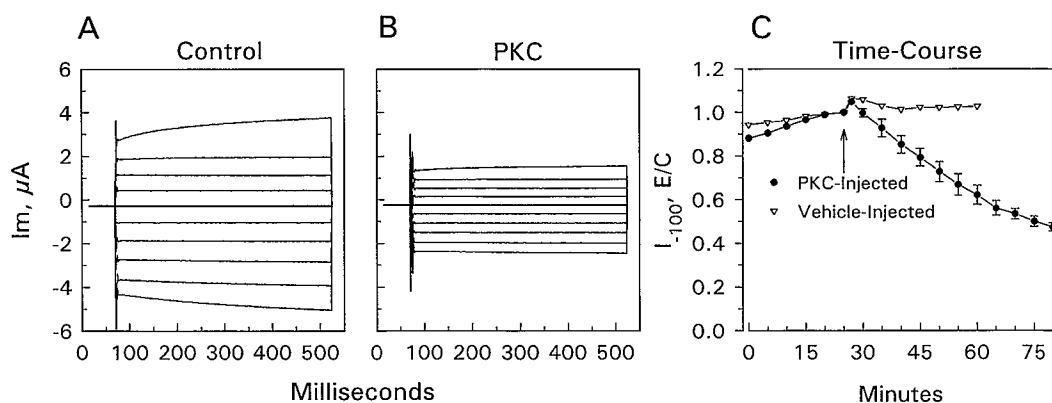 A
Control
B
PKC
C
Time-Course
Im, µA
6
4
2
0
-2
-4
-6
0
100
200
300
400
500
0
100
200
300
400
500
Milliseconds
I-100, E/C
1.2
1.0
0.8
0.6
0.4
0.2
0.0
PKC-Injected
Vehicle-Injected
0
15
30
45
60
75
Minutes